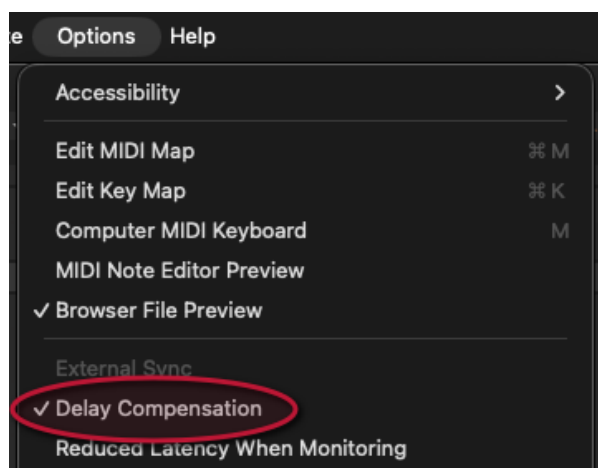 Options Help
Accessibility >
Edit MIDI Map ⌘ M
Edit Key Map ⌘ K
Computer MIDI Keyboard M
MIDI Note Editor Preview
✓ Browser File Preview
External Sync
✓ Delay Compensation
Reduced Latency When Monitoring